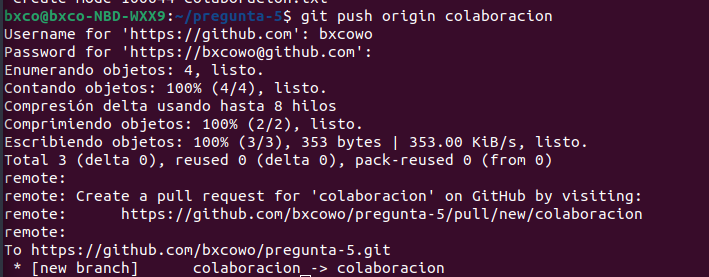 bxco@bxco-NBD-WXX9:~/pregunta-5$ git push origin colaboracion
Username for 'https://github.com': bxcowo
Password for 'https://bxcowo@github.com':
Enumerando objetos: 4, listo.
Contando objetos: 100% (4/4), listo.
Compresión delta usando hasta 8 hilos
Comprimiendo objetos: 100% (2/2), listo.
Escribiendo objetos: 100% (3/3), 353 bytes | 353.00 KiB/s, listo.
Total 3 (delta 0), reused 0 (delta 0), pack-reused 0 (from 0)
remote:
remote: Create a pull request for 'colaboracion' on GitHub by visiting:
remote:      https://github.com/bxcowo/pregunta-5/pull/new/colaboracion
remote:
To https://github.com/bxcowo/pregunta-5.git
 * [new branch]      colaboracion -> colaboracion